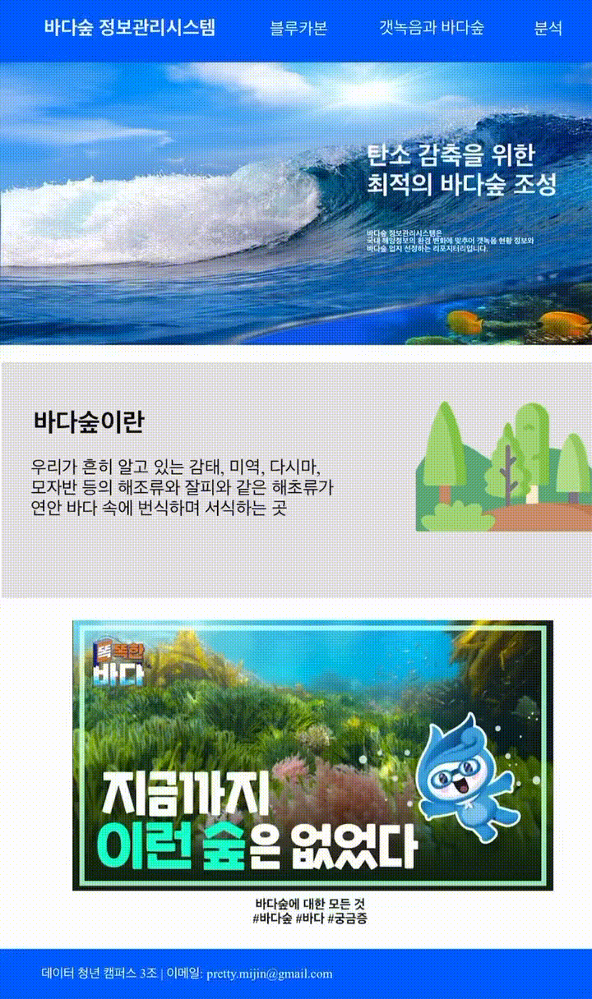 바다숲 정보관리시스템 블루카본 갯녹음과 바다숲 분석
탄소 감축을 위한
최적의 바다숲 조성
바다숲 정보관리시스템은
국내 해양정보의 환경 변화에 맞추어 갯녹음 현황 정보와
바다숲 입지 선정하는 리포지터리입니다.
바다숲이란
우리가 흔히 알고 있는 감태, 미역, 다시마,
모자반 등의 해조류와 잘피와 같은 해초류가
연안 바다 속에 번식하며 서식하는 곳
똑똑한
바다
지금까지
이런 숲은 없었다
바다숲에 대한 모든 것
#바다숲 #바다 #궁금증
데이터 청년 캠퍼스 3조 | 이메일: pretty.mijin@gmail.com